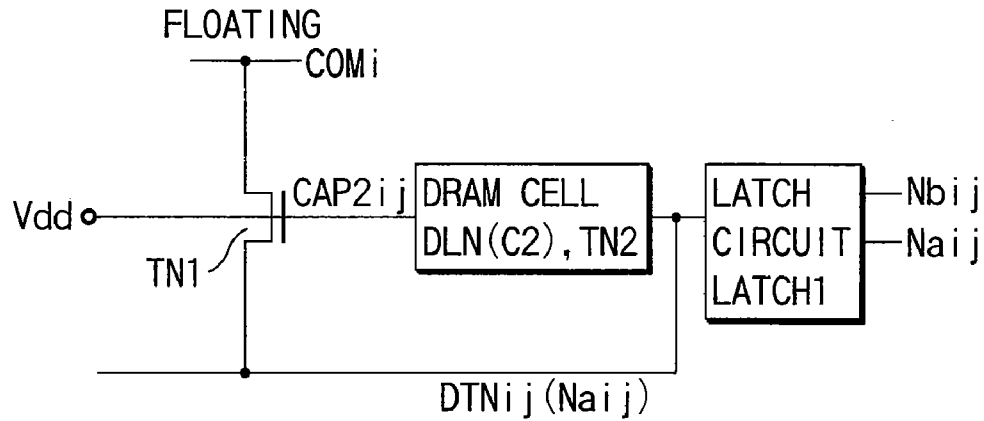 FLOATING
COMi
CAP2ij
Vdd
TN1
DRAM CELL
DLN(C2),TN2
LATCH
CIRCUIT
LATCH1
Nbij
Naij
DTNij(Naij)